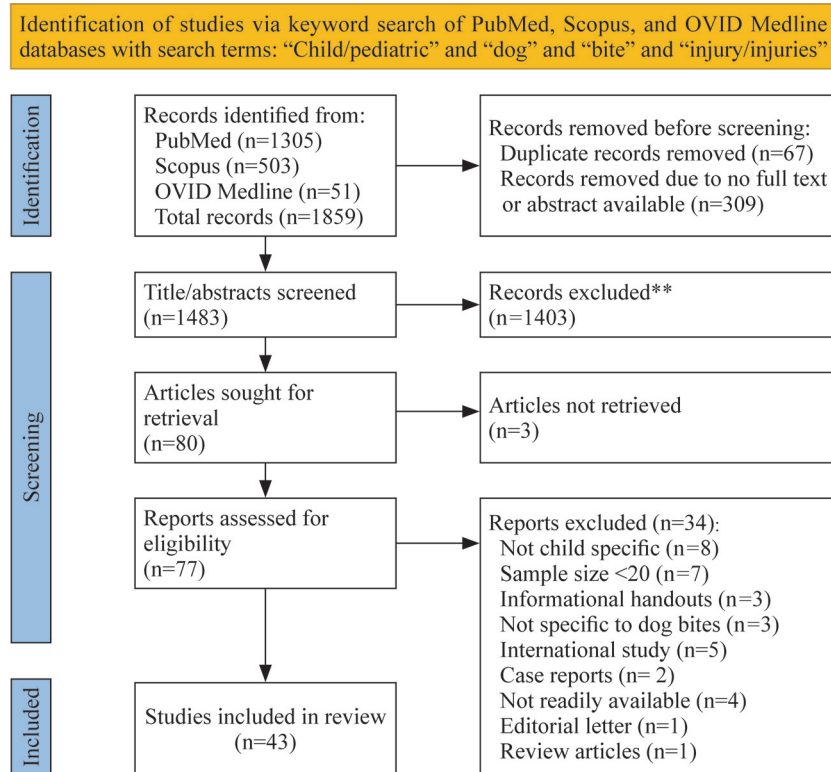 Identification of studies via keyword search of PubMed, Scopus, and OVID Medline
databases with search terms: “Child/pediatric” and “dog” and “bite” and “injury/injuries”
Identification
Records identified from:
PubMed (n=1305)
Scopus (n=503)
OVID Medline (n=51)
Total records (n=1859)
Records removed before screening:
Duplicate records removed (n=67)
Records removed due to no full text
or abstract available (n=309)
Screening
Title/abstracts screened
(n=1483)
Records excluded**
(n=1403)
Articles sought for
retrieval
(n=80)
Articles not retrieved
(n=3)
Reports assessed for
eligibility
(n=77)
Reports excluded (n=34):
Not child specific (n=8)
Sample size <20 (n=7)
Informational handouts (n=3)
Not specific to dog bites (n=3)
International study (n=5)
Case reports (n= 2)
Not readily available (n=4)
Editorial letter (n=1)
Review articles (n=1)
Included
Studies included in review
(n=43)